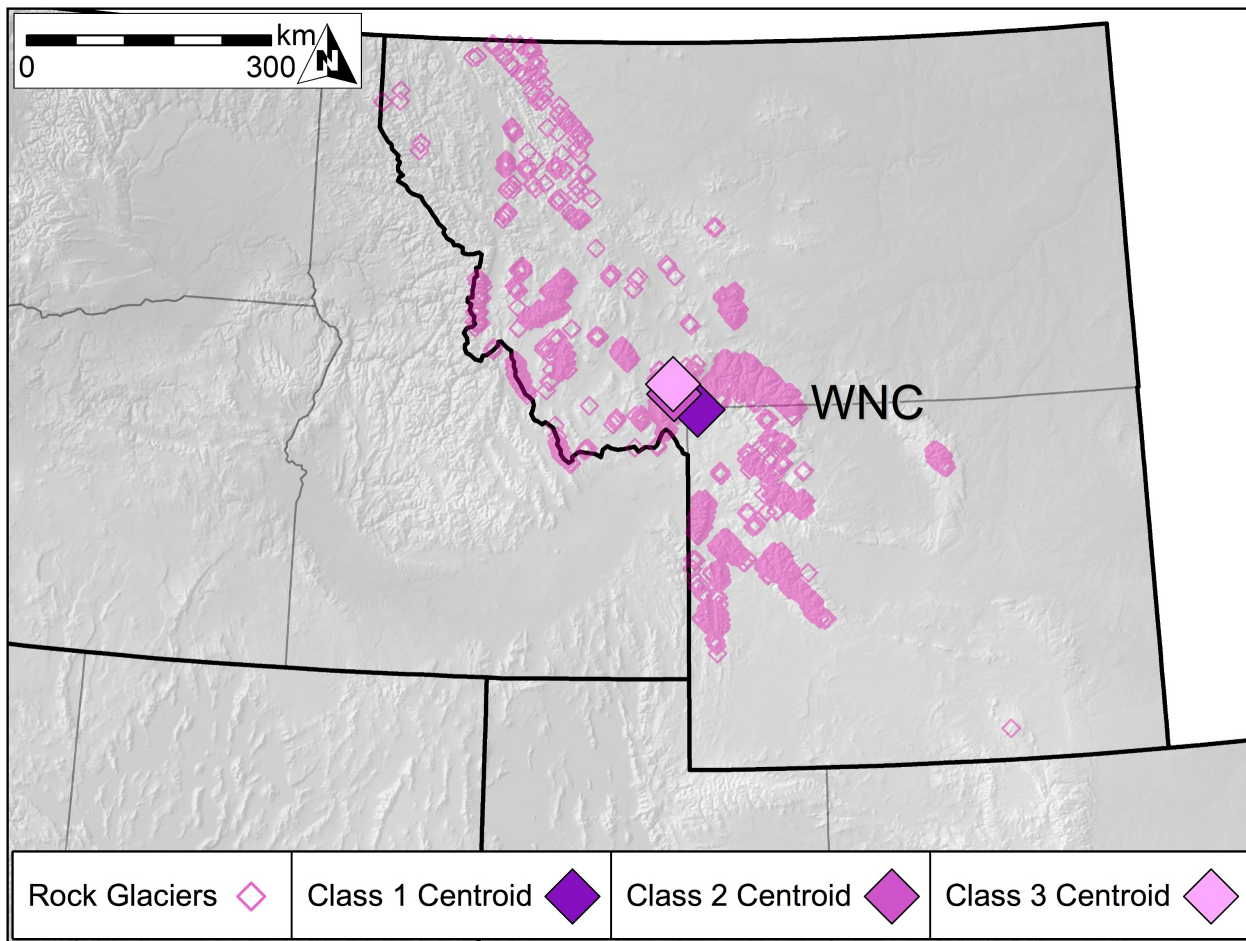 km
N
0 300
WNC
Rock Glaciers
Class 1 Centroid
Class 2 Centroid
Class 3 Centroid